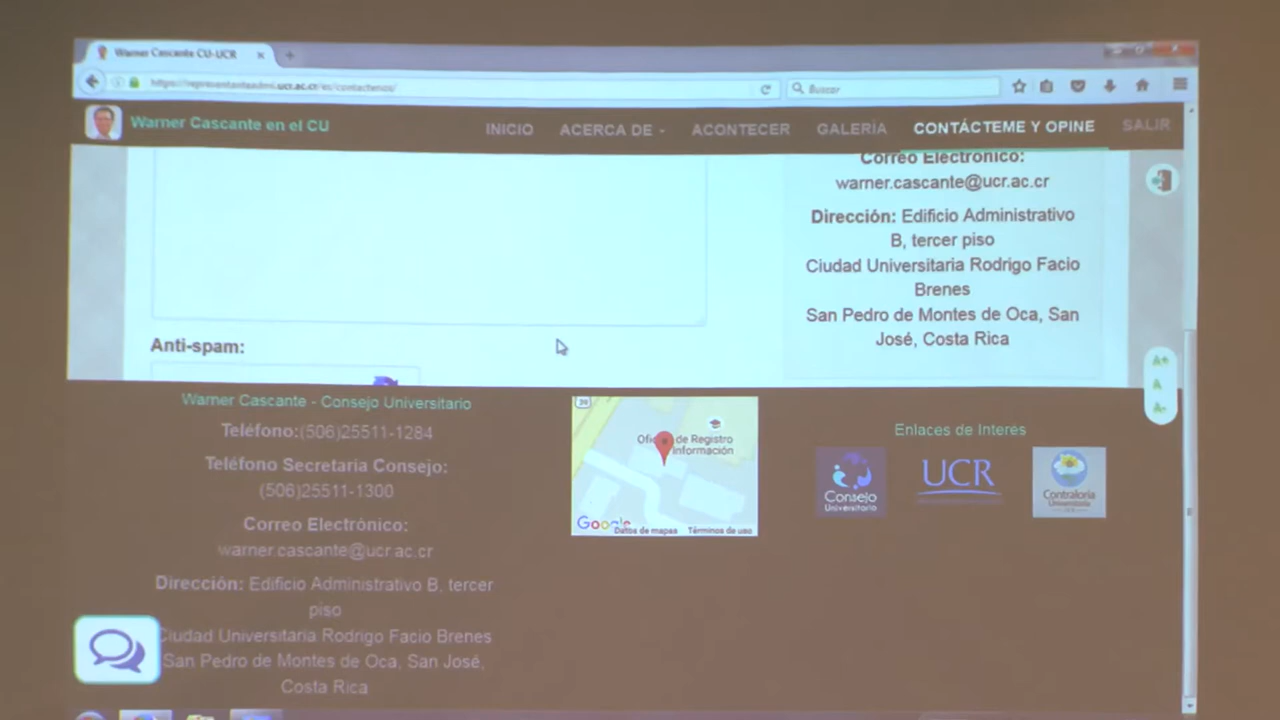 Warner Cascante CU-UCR
Buscar
Warner Cascante en el CU
INICIO
ACERCA DE
ACONTECER
GALERÍA
CONTÁCTEME Y OPINE
SALIR
Correo Electrónico:
warner.cascante@ucr.ac.cr
Dirección: Edificio Administrativo
B, tercer piso
Ciudad Universitaria Rodrigo Facio
Brenes
San Pedro de Montes de Oca, San
José, Costa Rica
Anti-spam:
A+
A
A-
Warner Cascante - Consejo Universitario
Teléfono:(506)25511-1284
Teléfono Secretaria Consejo:
(506)25511-1300
Correo Electrónico:
warner.cascante@ucr.ac.cr
Dirección: Edificio Administrativo B, tercer
piso
Ciudad Universitaria Rodrigo Facio Brenes
San Pedro de Montes de Oca, San José,
Costa Rica
39
de Registro
Información
Google
Datos de mapas
Términos de uso
Enlaces de Interés
Consejo
Universitario
UCR
Contraloría
Universitaria